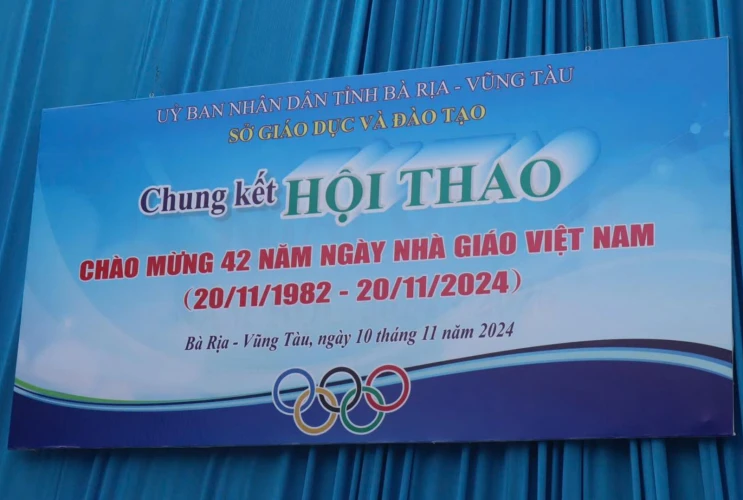 UỶ BAN NHÂN DÂN TỈNH BÀ RỊA - VŨNG TÀU
SỞ GIÁO DỤC VÀ ĐÀO TẠO
Chung kết HỘI THAO
CHÀO MỪNG 42 NĂM NGÀY NHÀ GIÁO VIỆT NAM
(20/11/1982 - 20/11/2024)
Bà Rịa - Vũng Tàu, ngày 10 tháng 11 năm 2024